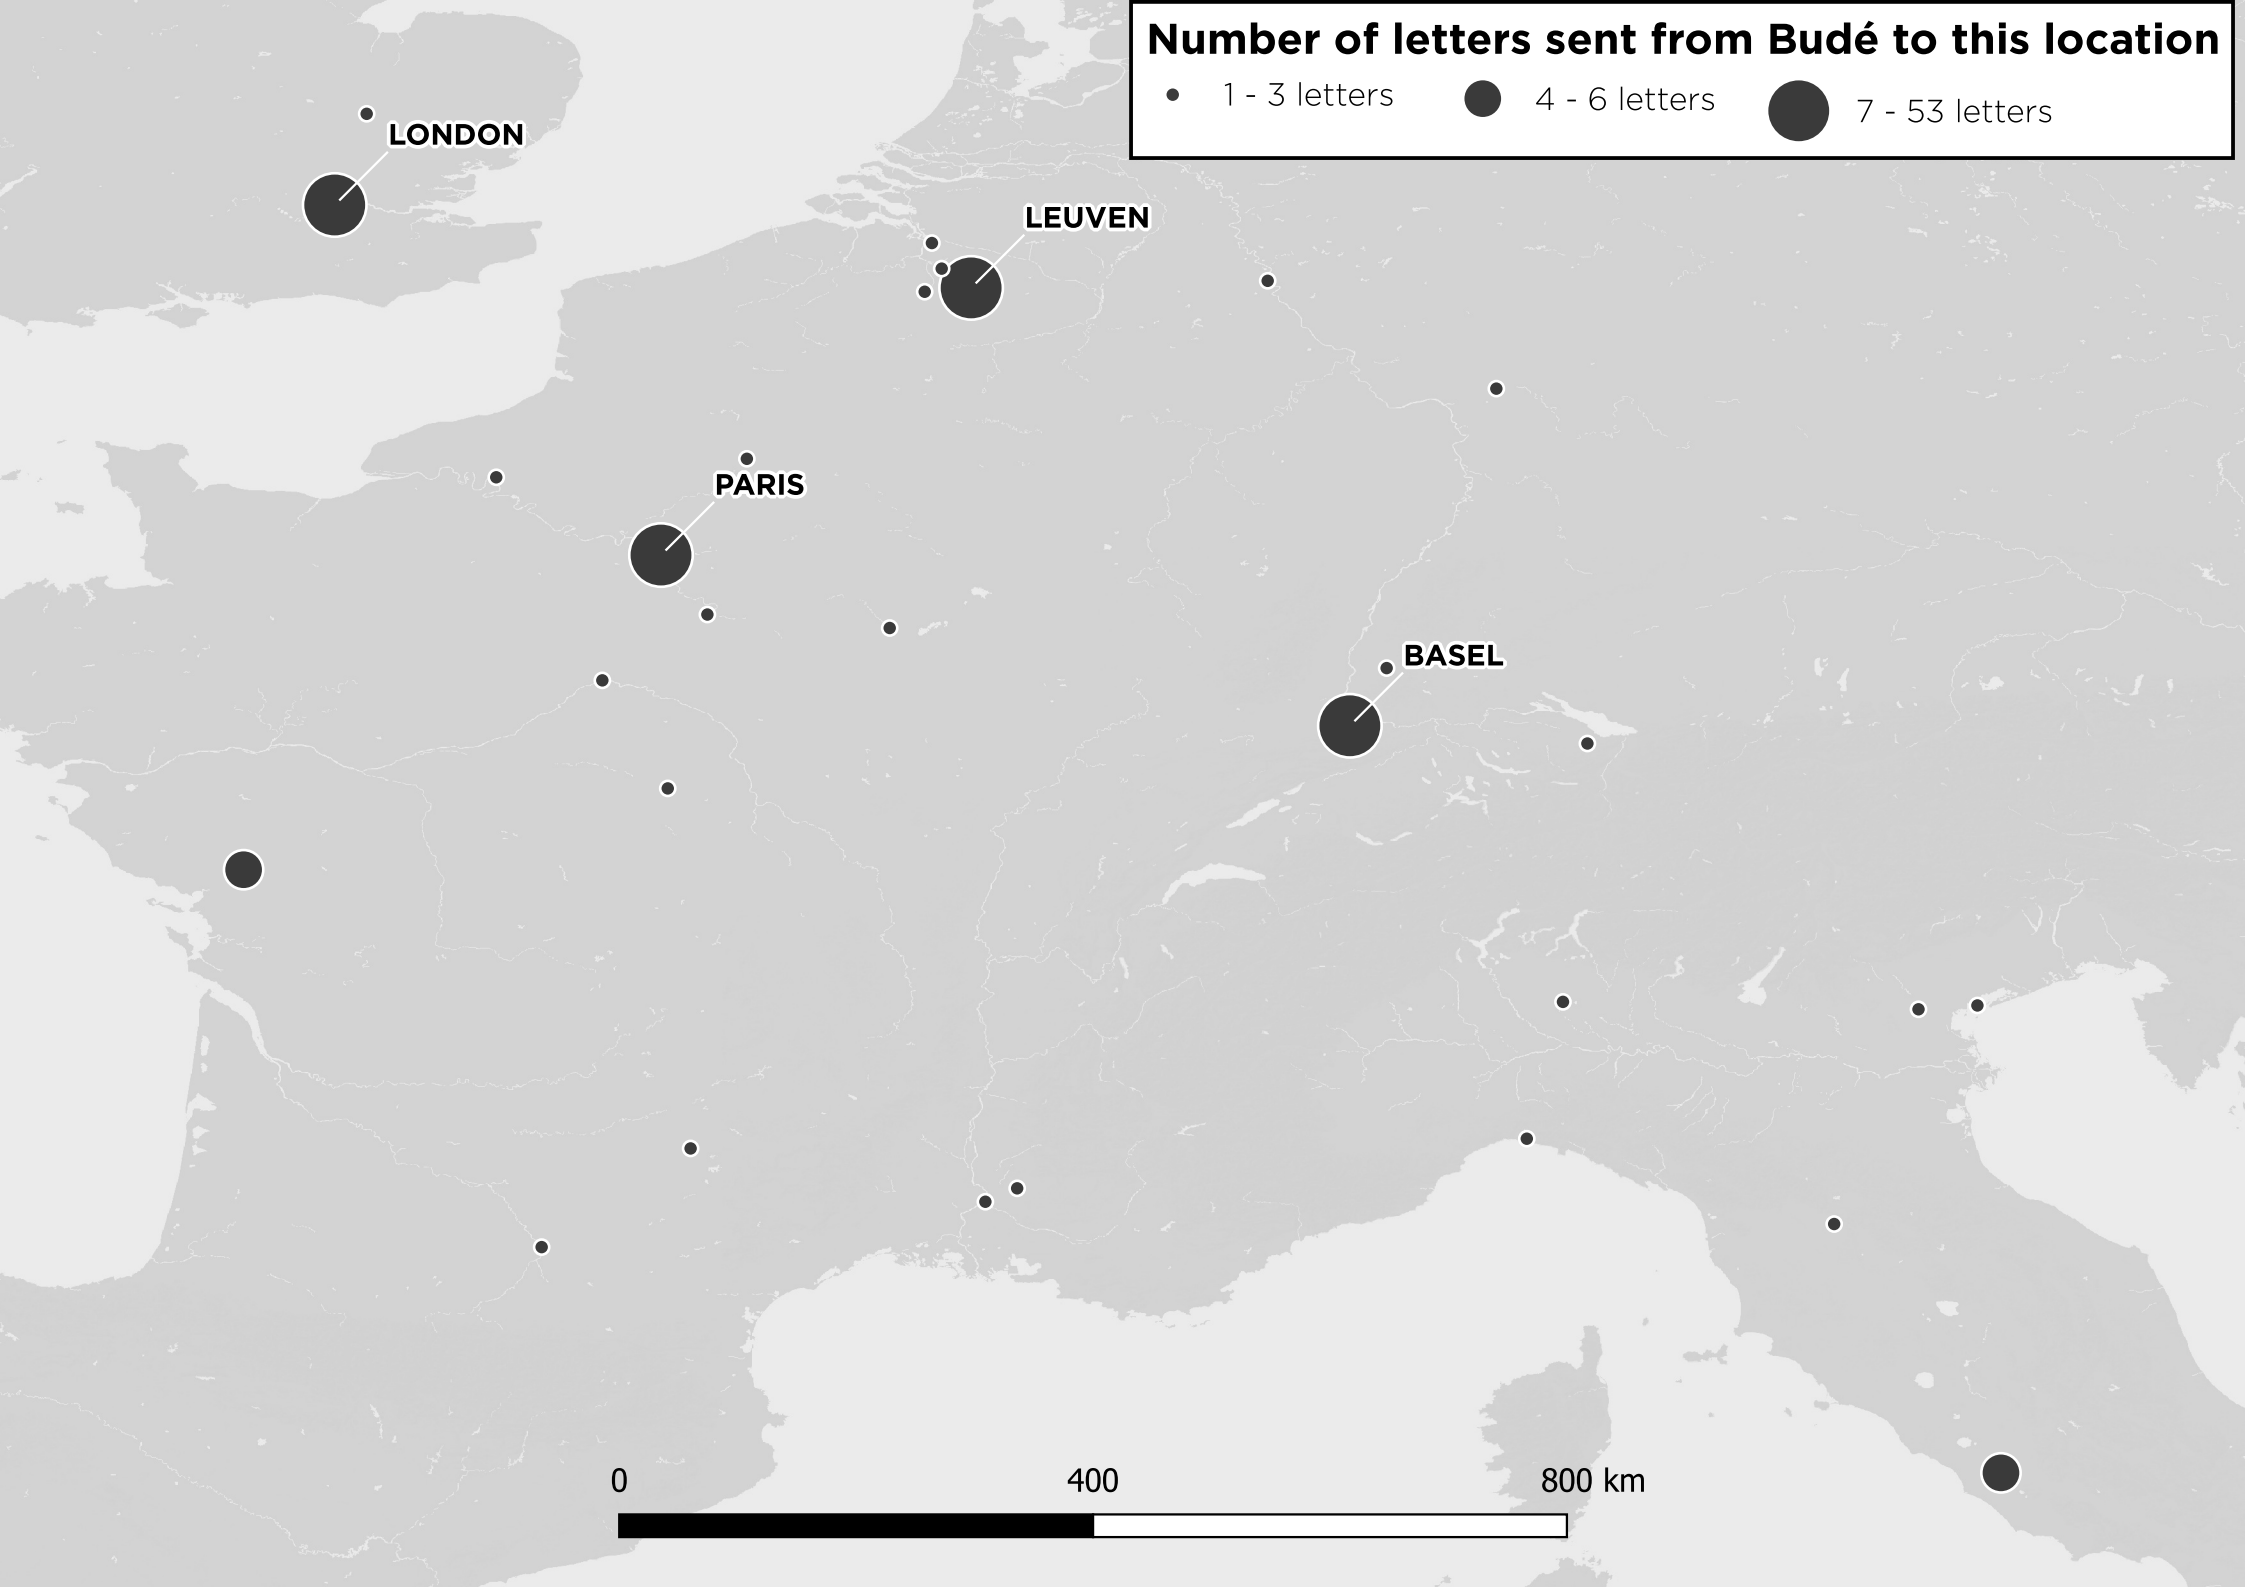 Number of letters sent from Budé to this location
1 - 3 letters 4 - 6 letters 7 - 53 letters
LONDON
LEUVEN
PARIS
BASEL
0 400 800 km